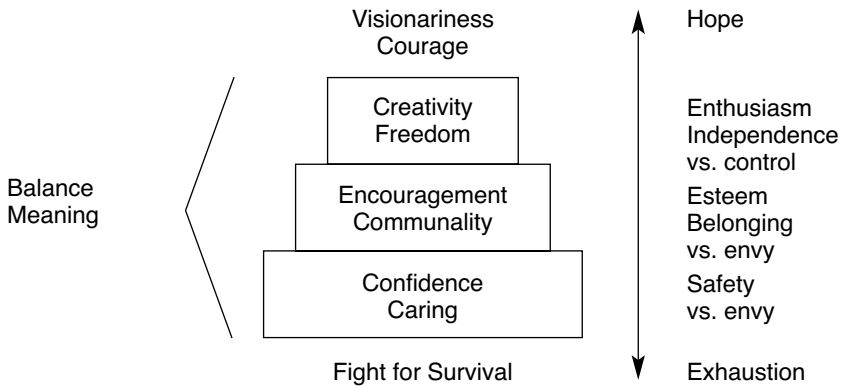 Visionariness
Courage
Hope
Creativity
Freedom
Enthusiasm
Independence
vs. control
Balance
Meaning
Encouragement
Communality
Esteem
Belonging
vs. envy
Confidence
Caring
Safety
vs. envy
Fight for Survival
Exhaustion